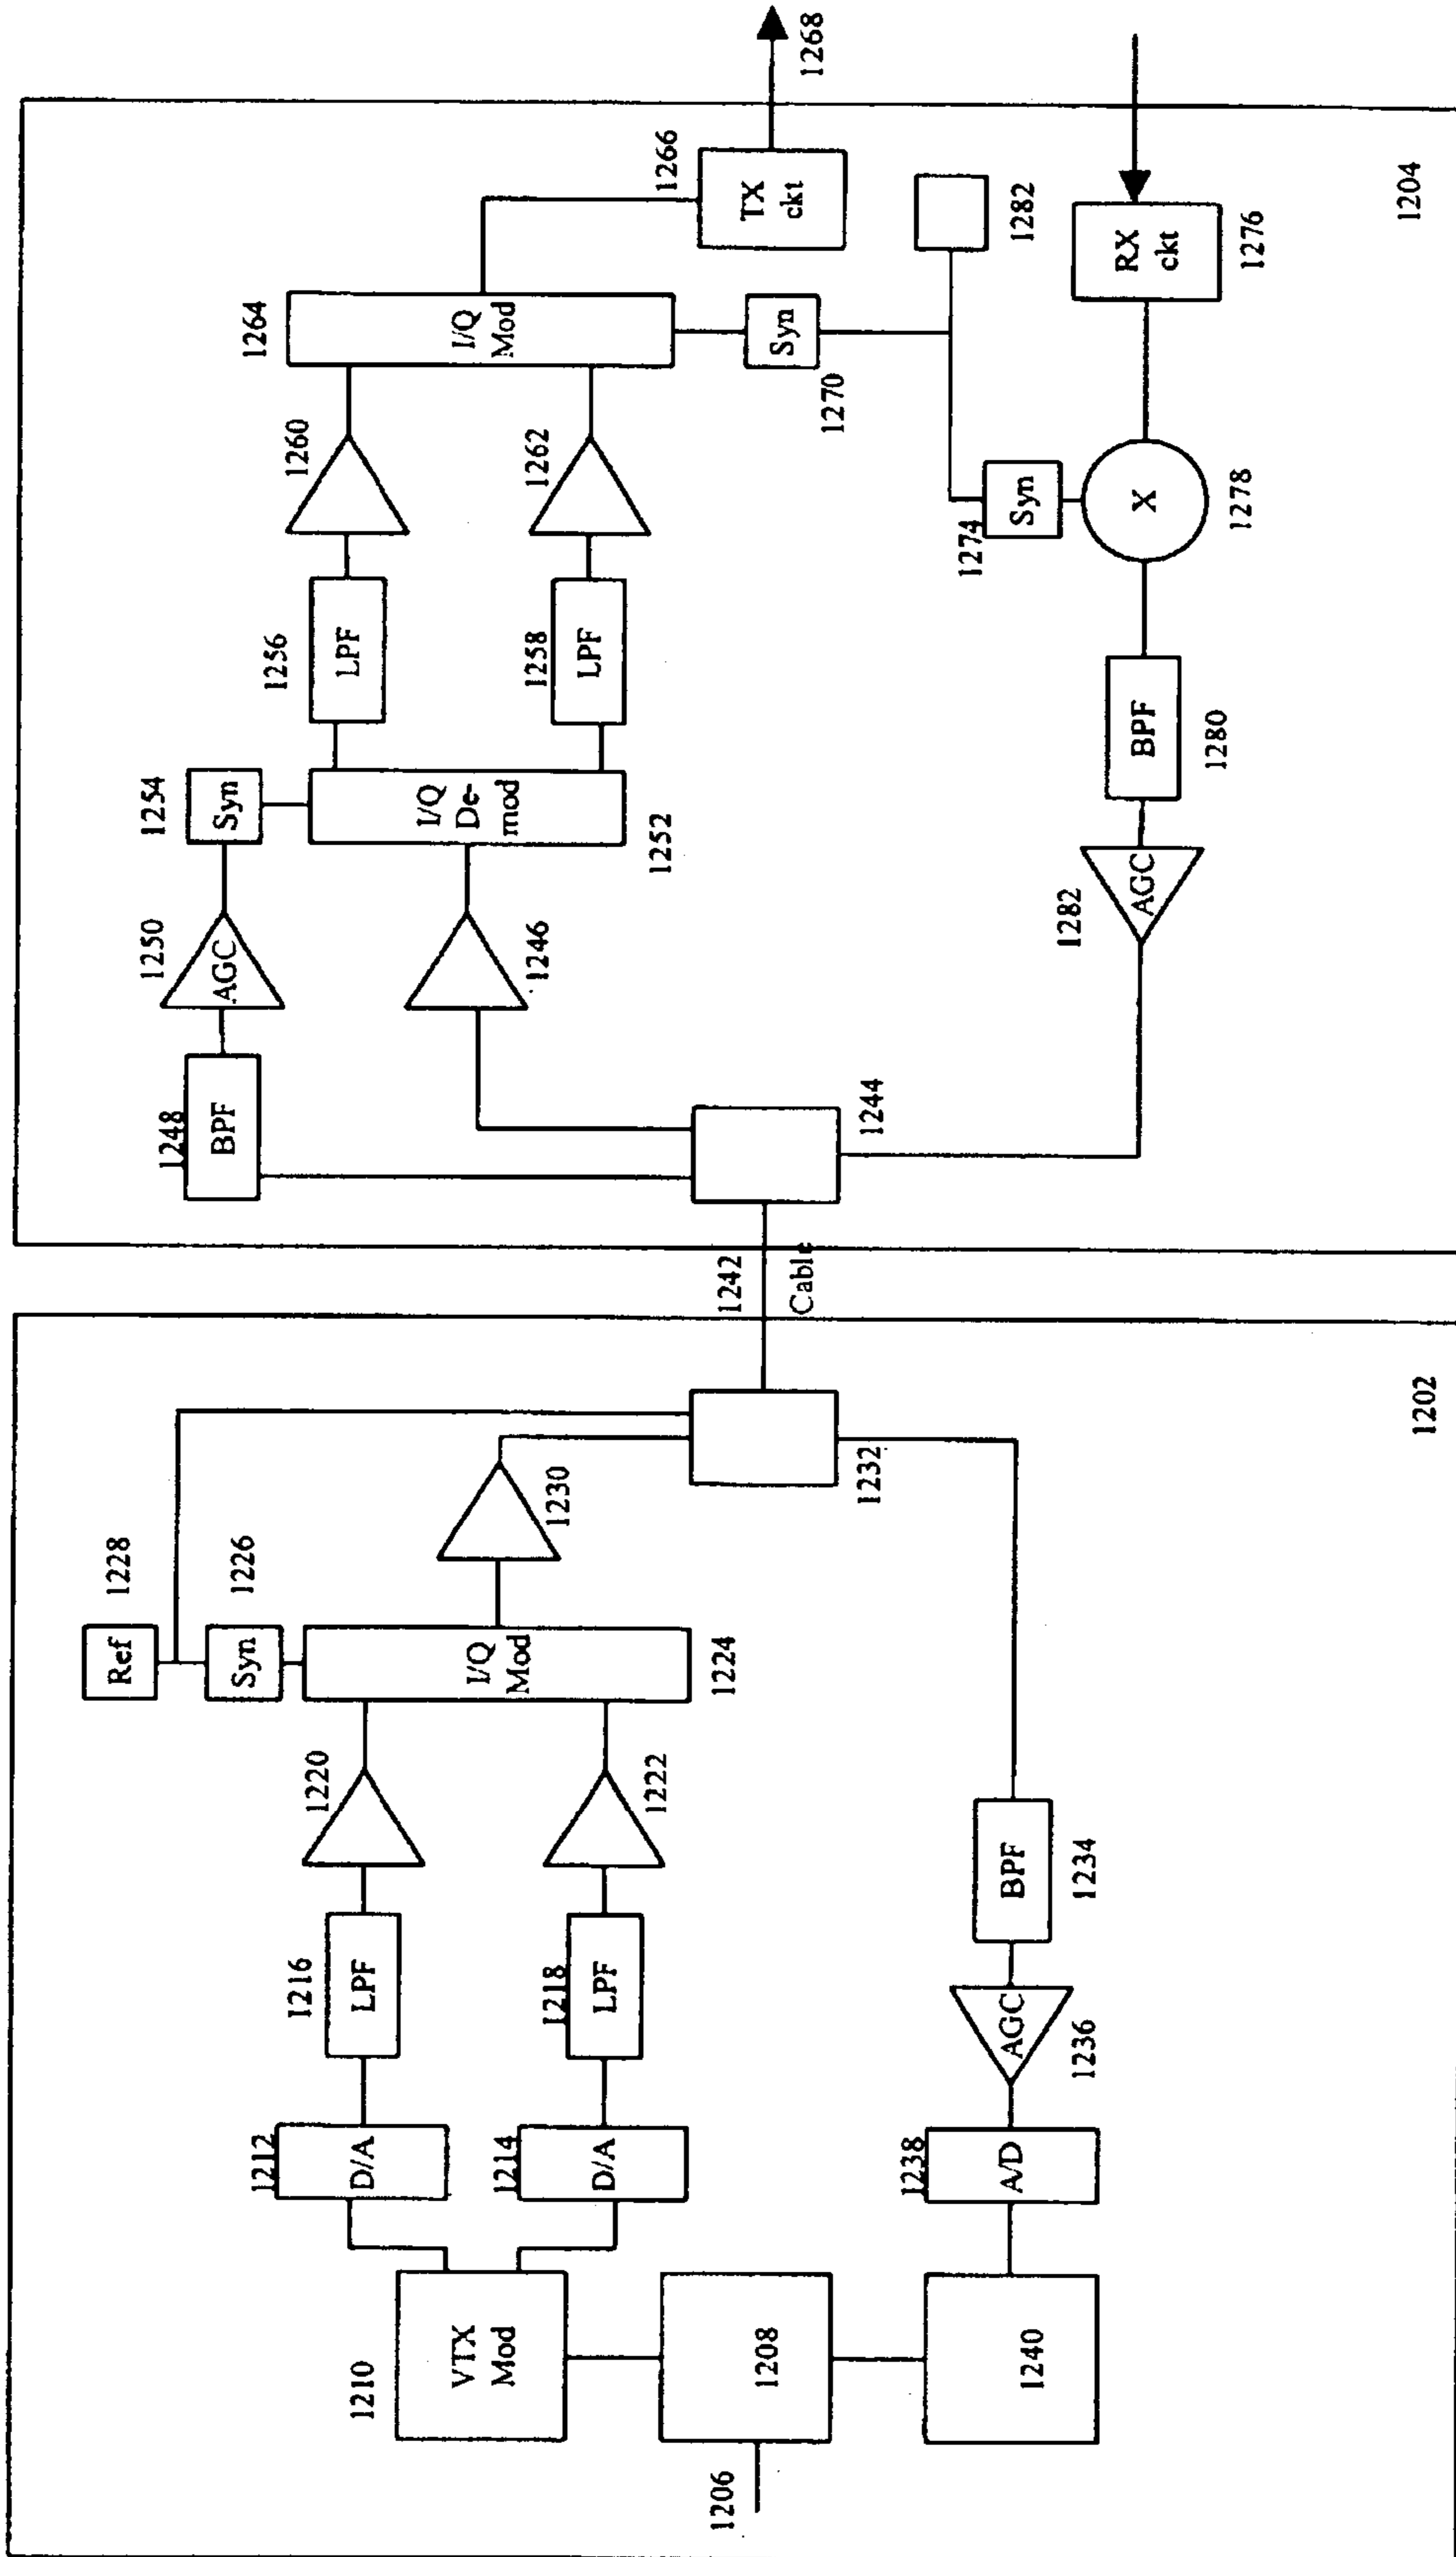 1206
1208
1210
VTX
Mod
1212
D/A
1214
D/A
1216
LPF
1218
LPF
1220
1222
1224
I/Q
Mod
1226
Syn
1228
Ref
1230
1232
1234
BPF
1236
AGC
1238
A/D
1240
1202
1242
Cable
1244
1246
1248
BPF
1250
AGC
1252
I/Q
De-
mod
1254
Syn
1256
LPF
1258
LPF
1260
1262
1264
I/Q
Mod
1266
TX
ckt
1268
1270
Syn
1282
1274
Syn
1276
RX
ckt
1278
X
1280
BPF
1282
AGC
1204